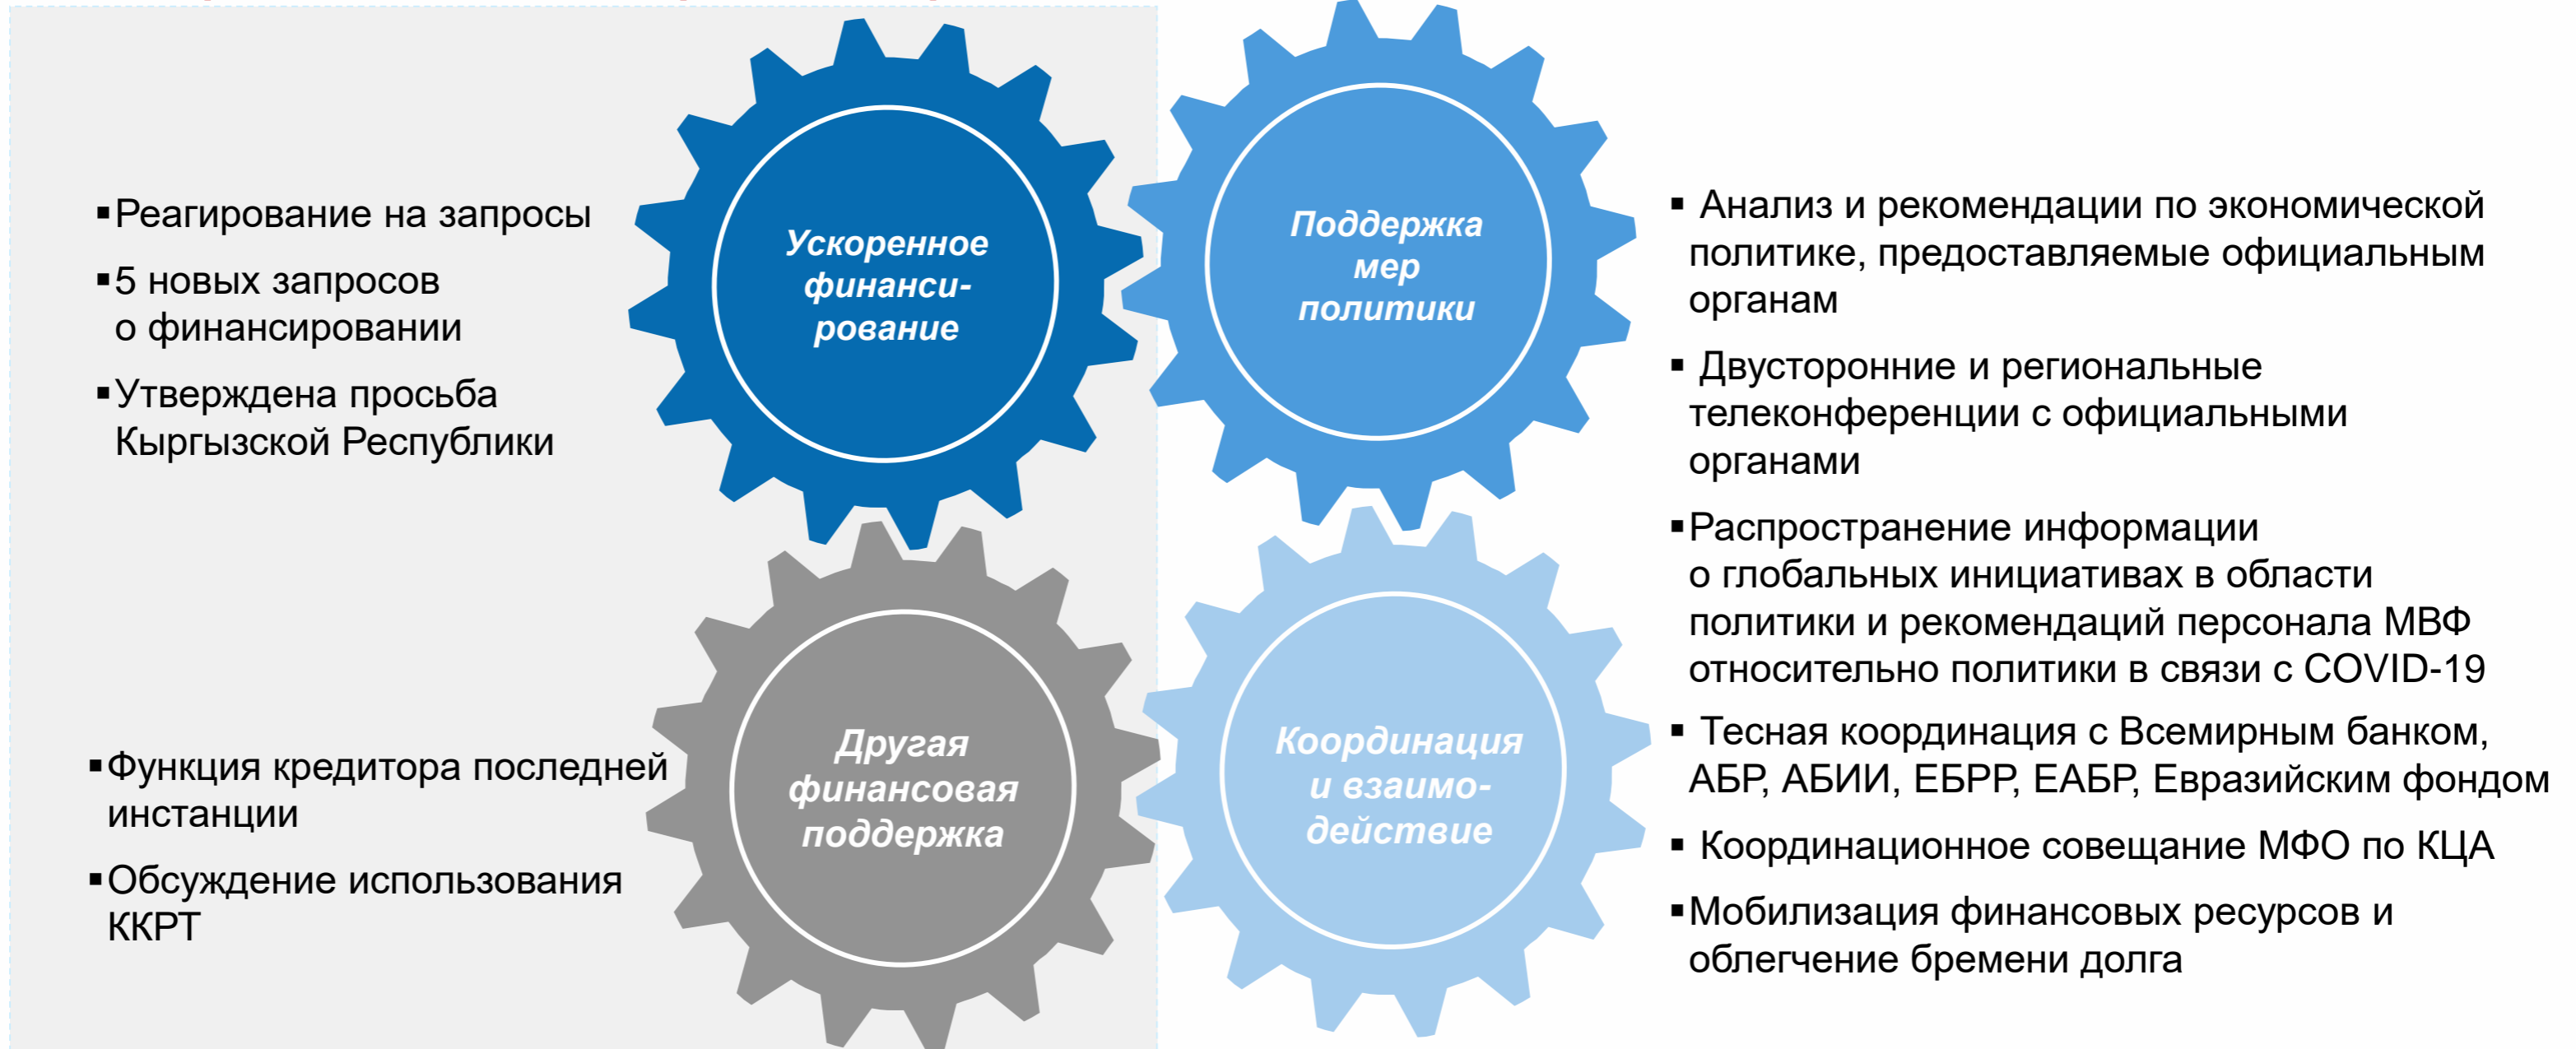 ▪Реагирование на запросы
▪5 новых запросов
о финансировании
▪Утверждена просьба
Кыргызской Республики
Ускоренное
финанси-
рование
Поддержка
мер
политики
▪ Анализ и рекомендации по экономической
политике, предоставляемые официальным
органам
▪ Двусторонние и региональные
телеконференции с официальными
органами
▪Распространение информации
о глобальных инициативах в области
политики и рекомендаций персонала МВФ
относительно политики в связи с COVID-19
▪Функция кредитора последней
инстанции
▪Обсуждение использования
ККРТ
Другая
финансовая
поддержка
Координация
и взаимо-
действие
▪ Тесная координация с Всемирным банком,
АБР, АБИИ, ЕБРР, ЕАБР, Евразийским фондом
▪ Координационное совещание МФО по КЦА
▪Мобилизация финансовых ресурсов и
облегчение бремени долга